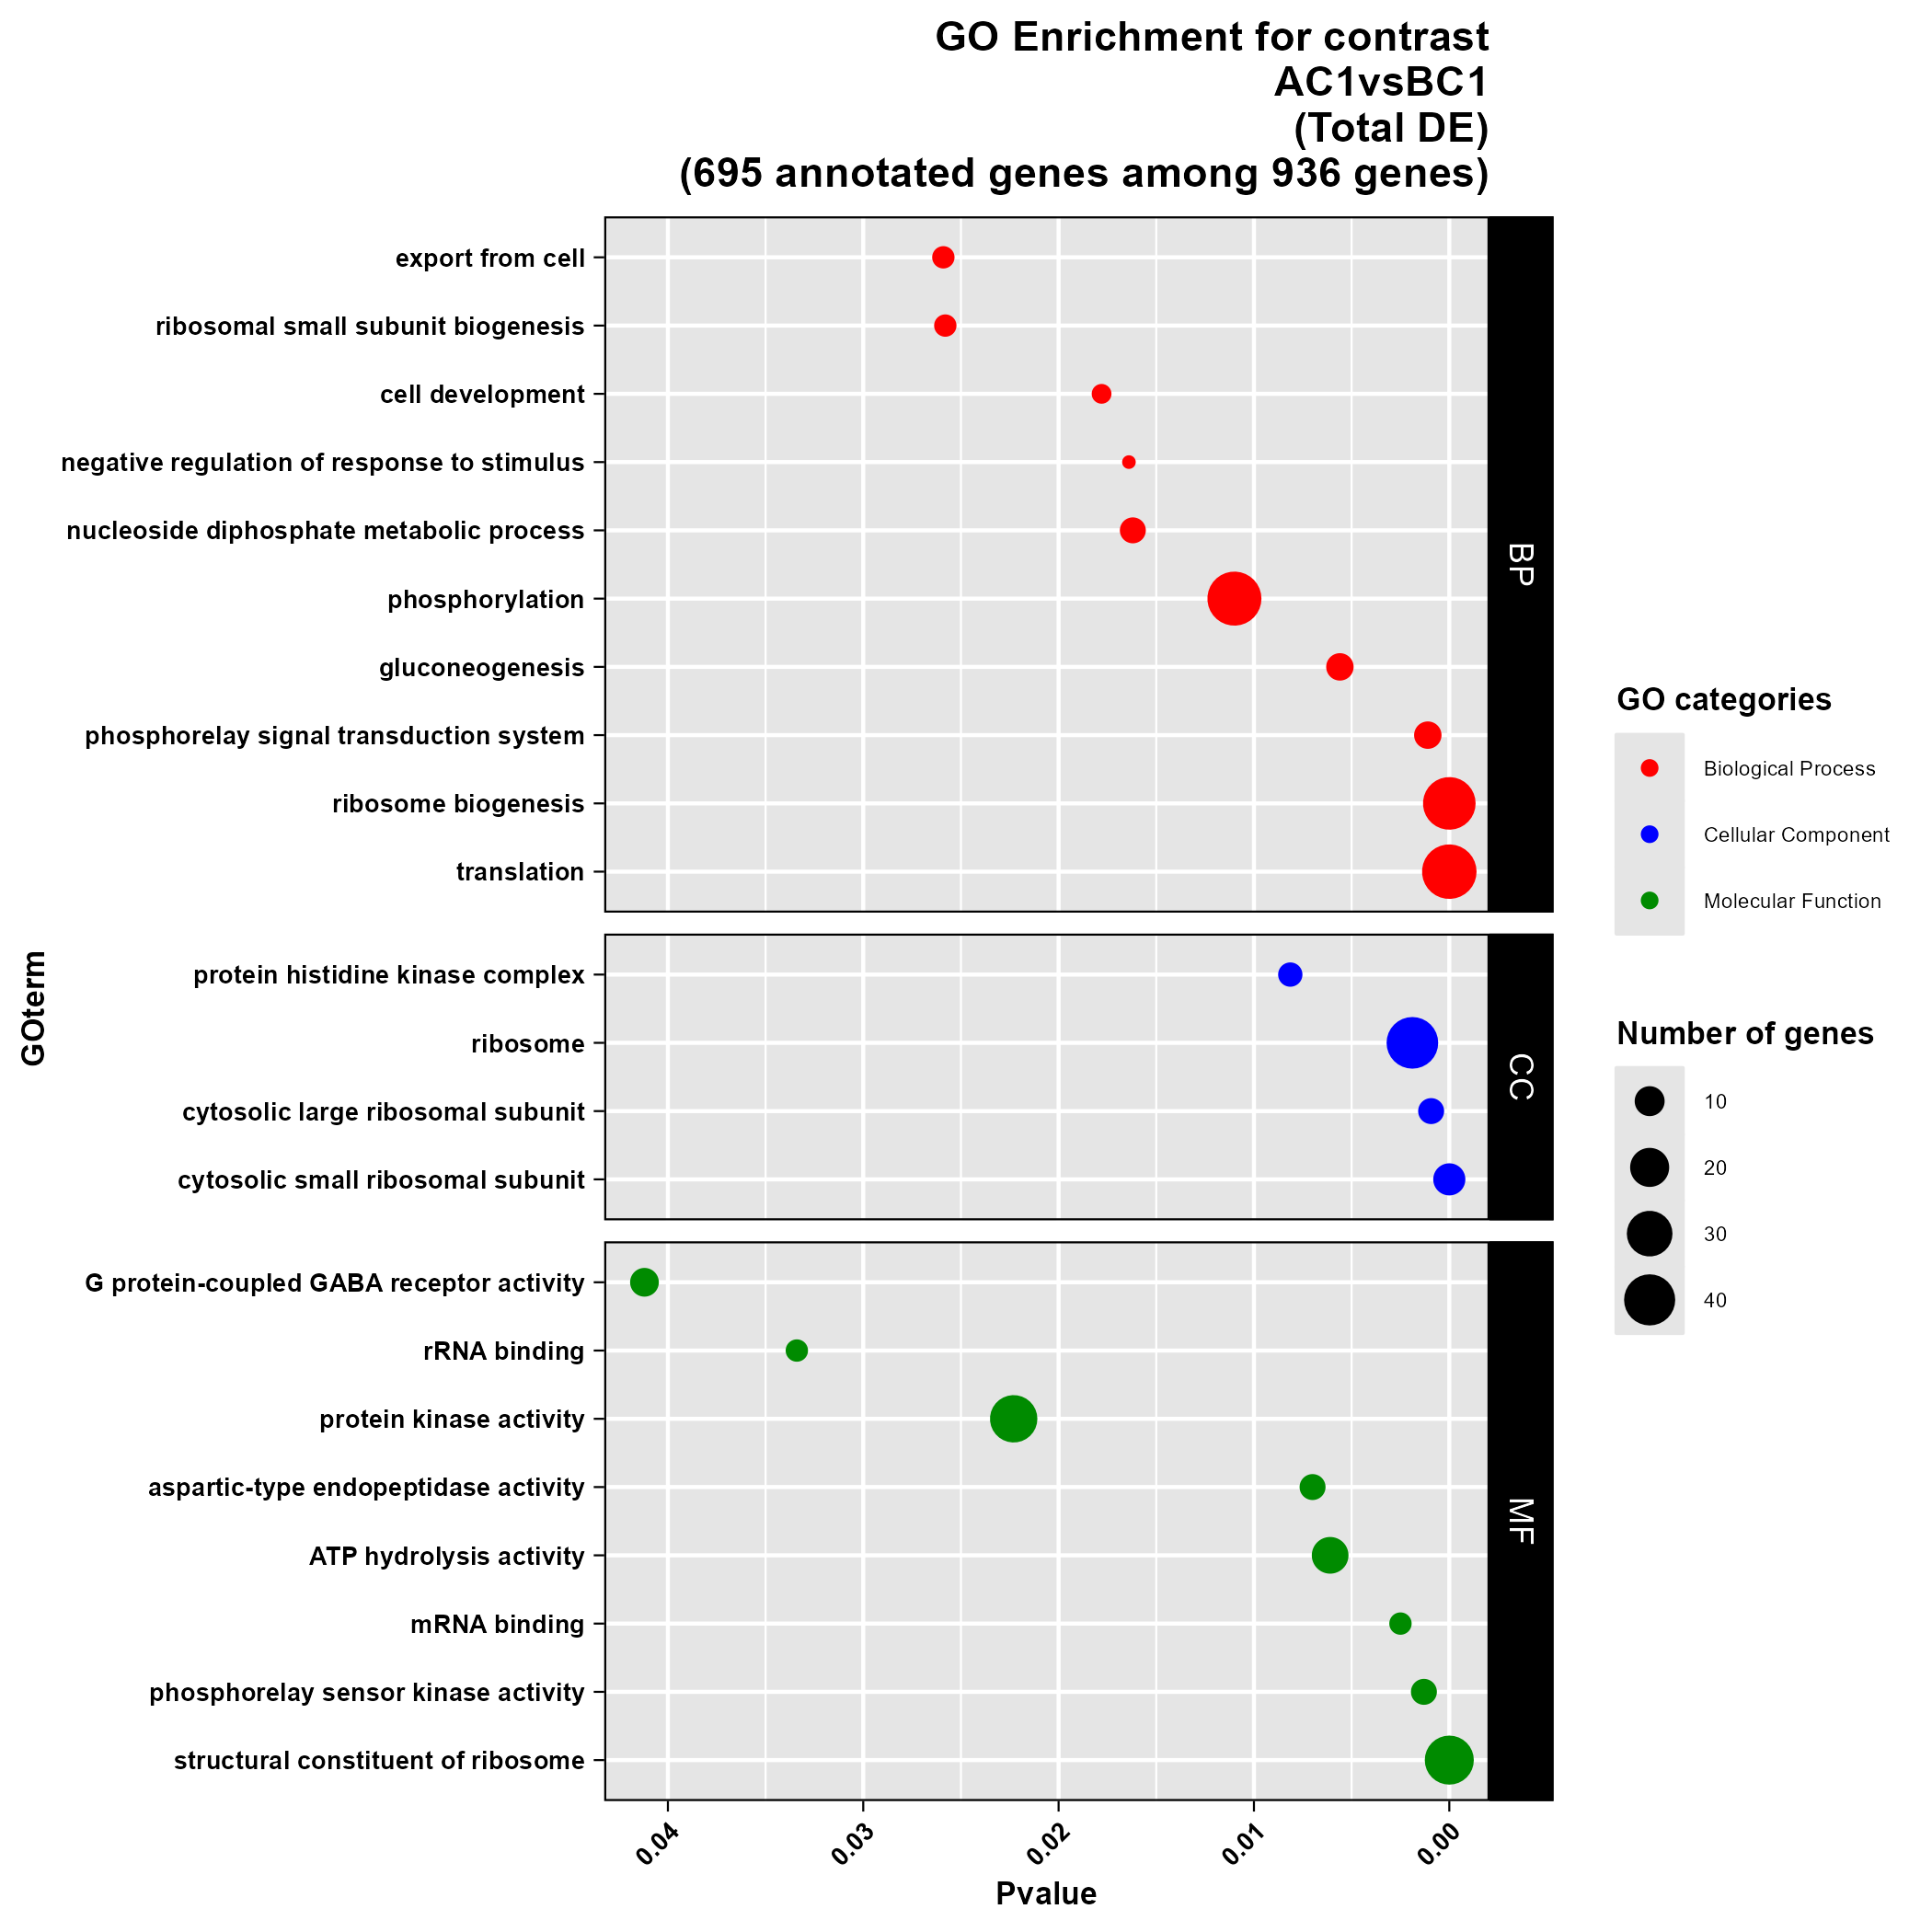 GO Enrichment for contrast
AC1vsBC1
(Total DE)
(695 annotated genes among 936 genes)
export from cell
ribosomal small subunit biogenesis
cell development
negative regulation of response to stimulus
nucleoside diphosphate metabolic process
phosphorylation
gluconeogenesis
phosphorelay signal transduction system
ribosome biogenesis
translation
BP
protein histidine kinase complex
ribosome
cytosolic large ribosomal subunit
cytosolic small ribosomal subunit
CC
G protein-coupled GABA receptor activity
rRNA binding
protein kinase activity
aspartic-type endopeptidase activity
ATP hydrolysis activity
mRNA binding
phosphorelay sensor kinase activity
structural constituent of ribosome
MF
GOterm
0.04
0.03
0.02
0.01
0.00
Pvalue
GO categories
Biological Process
Cellular Component
Molecular Function
Number of genes
10
20
30
40